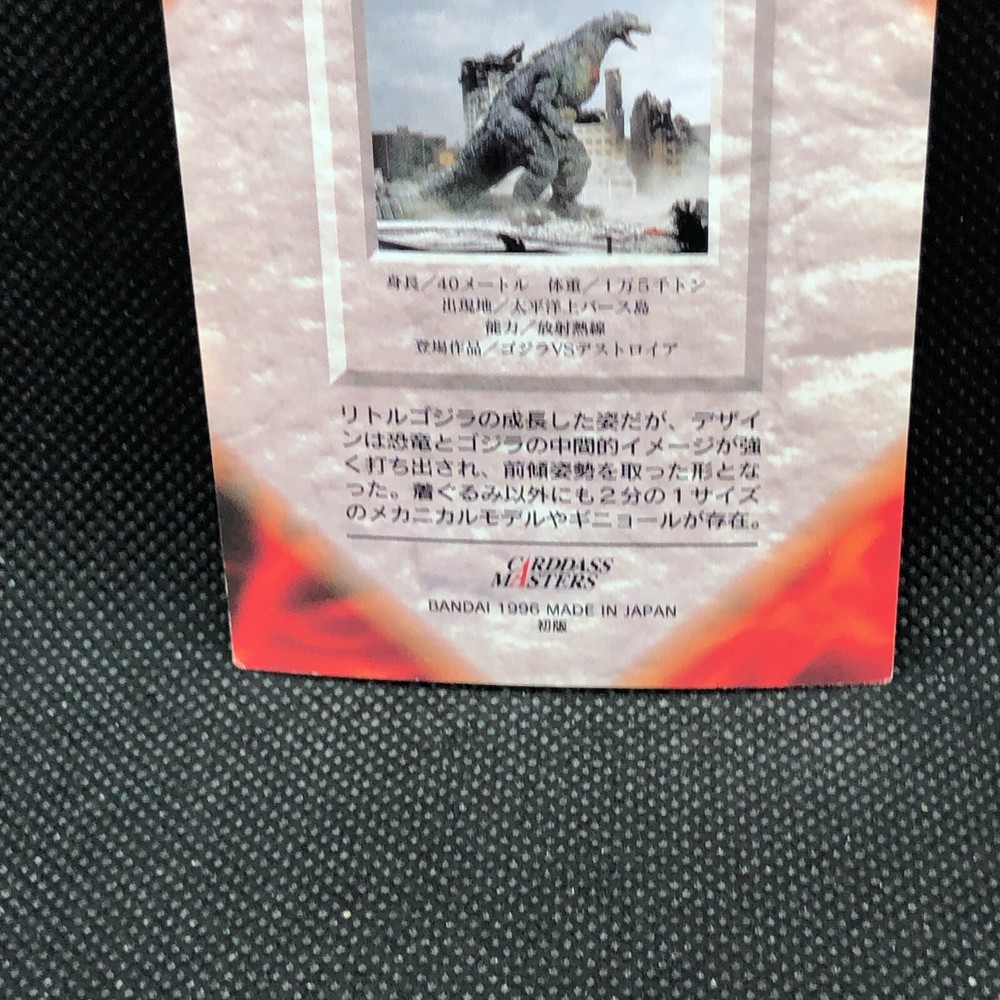 身長／40メートル　体重／1万5千トン
出現地／太平洋上バース島
能力／放射熱線
登場作品／ゴジラVSデストロイア
リトルゴジラの成長した姿だが、デザイ
ンは恐竜とゴジラの中間的イメージが強
く打ち出され、前傾姿勢を取った形とな
った。着ぐるみ以外にも２分の１サイズ
のメカニカルモデルやギニョールが存在。
CARDDASS
MASTERS
BANDAI 1996 MADE IN JAPAN
初版